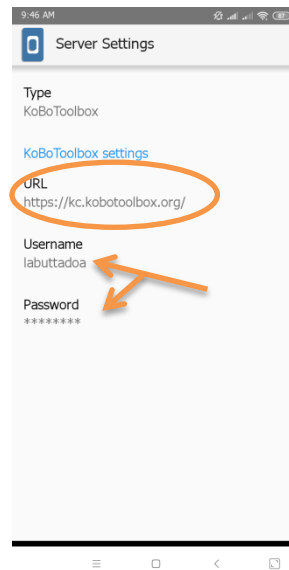 9:46 AM
Server Settings
Type
KoBoToolbox
KoBoToolbox settings
URL
https://kc.kobotoolbox.org/
Username
labuttadoa
Password
********